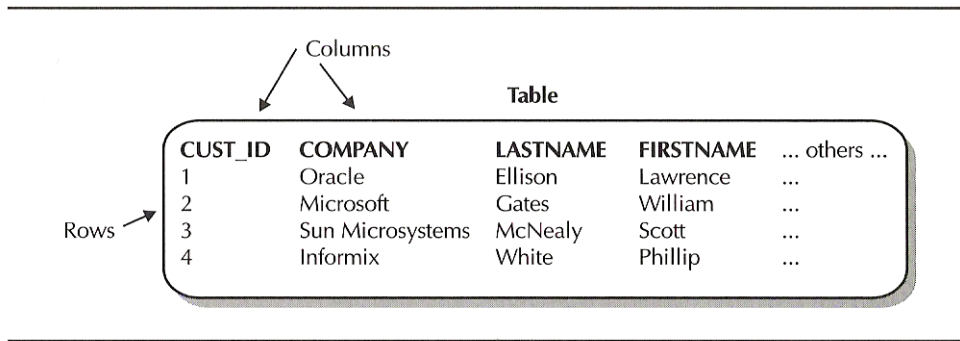 Columns
Table
CUST_ID COMPANY LASTNAME FIRSTNAME ... others ...
1 Oracle Ellison Lawrence ...
2 Microsoft Gates William ...
Rows
3 Sun Microsystems McNealy Scott ...
4 Informix White Phillip ...